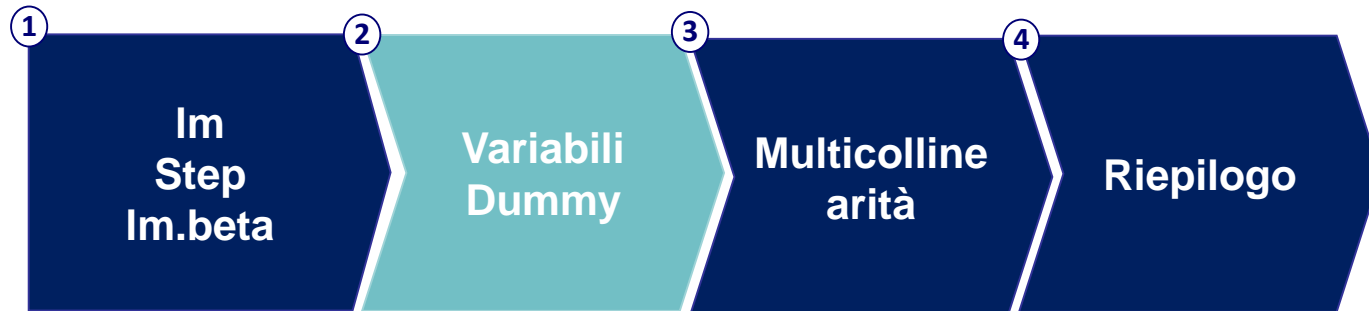 1
lm
Step
lm.beta
2
Variabili
Dummy
3
Multicolline
arità
4
Riepilogo